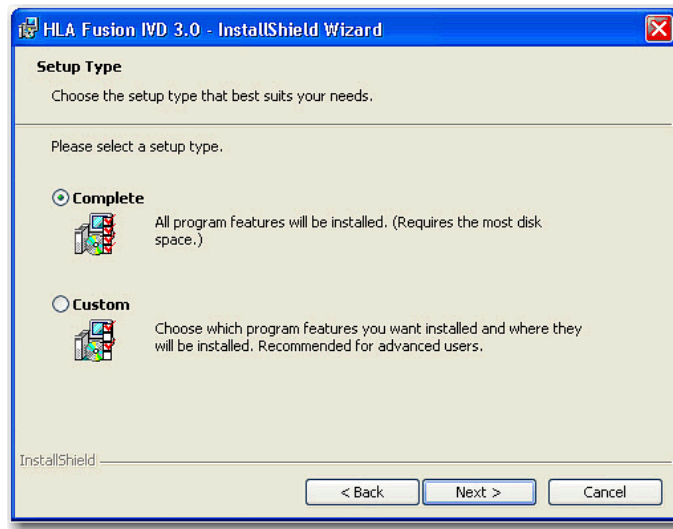 HLA Fusion IVD 3.0 - InstallShield Wizard
Setup Type
Choose the setup type that best suits your needs.
Please select a setup type.
Complete
All program features will be installed. (Requires the most disk
space.)
Custom
Choose which program features you want installed and where they
will be installed. Recommended for advanced users.
InstallShield
< Back Next > Cancel